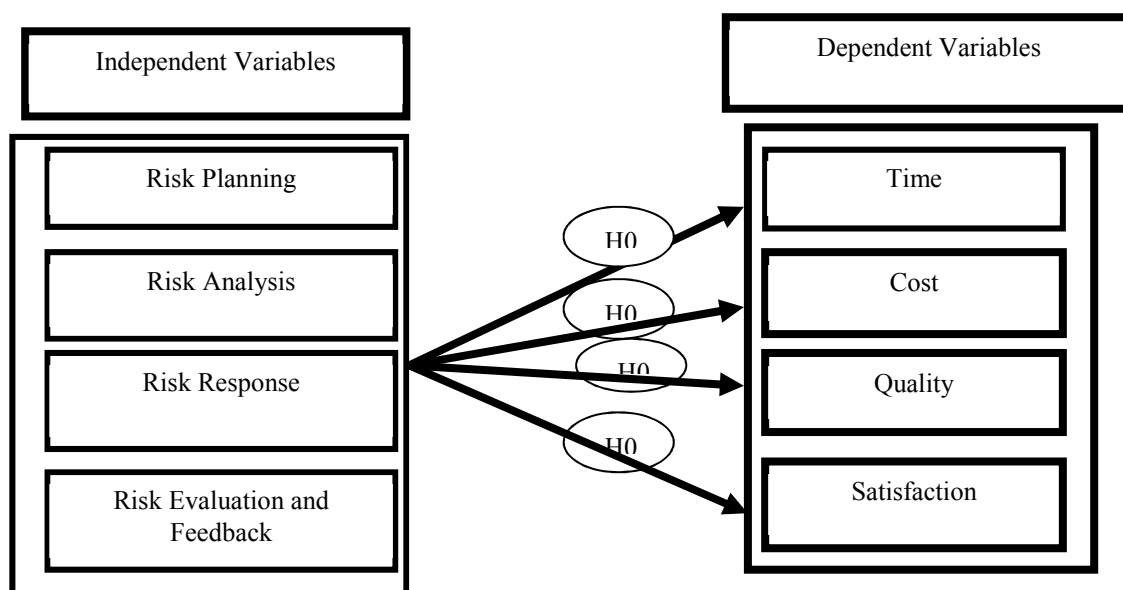 Independent Variables
Dependent Variables
Risk Planning
Risk Analysis
Risk Response
Risk Evaluation and
Feedback
H0
H0
H0
H0
Time
Cost
Quality
Satisfaction